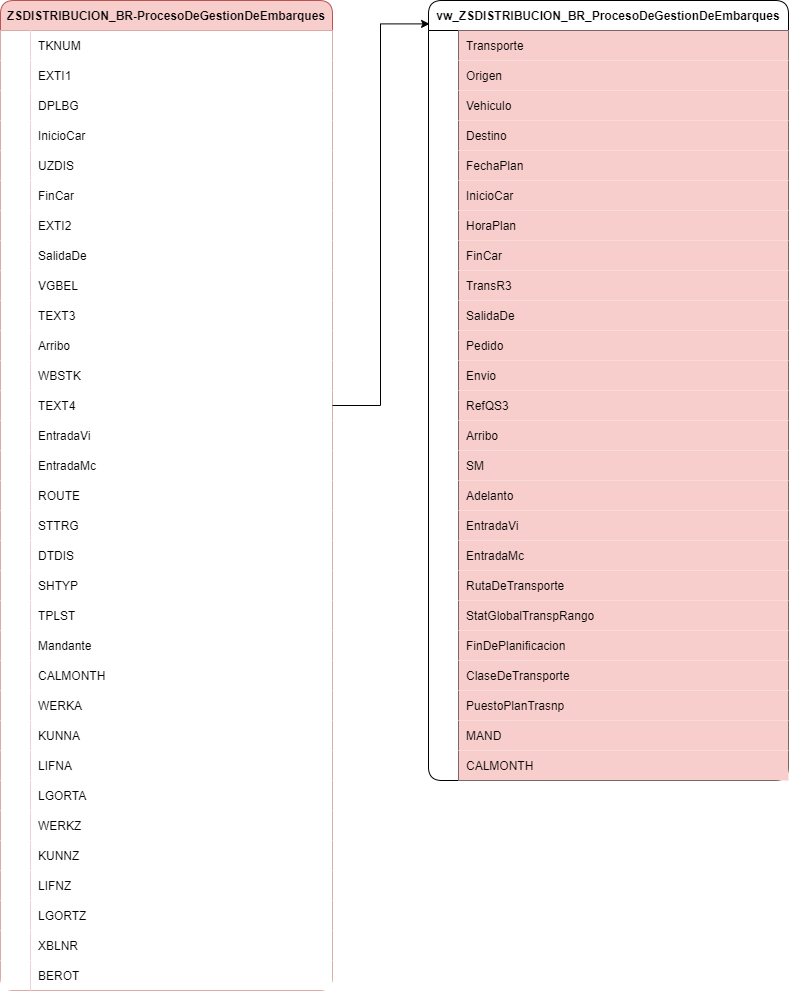 ZSDISTRIBUCION_BR-ProcesoDeGestionDeEmbarques
TKNUM
EXTI1
DPLBG
InicioCar
UZDIS
FinCar
EXTI2
SalidaDe
VGBEL
TEXT3
Arribo
WBSTK
TEXT4
EntradaVi
EntradaMc
ROUTE
STTRG
DTDIS
SHTYP
TPLST
Mandante
CALMONTH
WERKA
KUNNA
LIFNA
LGORTA
WERKZ
KUNNZ
LIFNZ
LGORTZ
XBLNR
BEROT
vw_ZSDISTRIBUCION_BR_ProcesoDeGestionDeEmbarques
Transporte
Origen
Vehiculo
Destino
FechaPlan
InicioCar
HoraPlan
FinCar
TransR3
SalidaDe
Pedido
Envio
RefQS3
Arribo
SM
Adelanto
EntradaVi
EntradaMc
RutaDeTransporte
StatGlobalTranspRango
FinDePlanificacion
ClaseDeTransporte
PuestoPlanTrasnp
MAND
CALMONTH